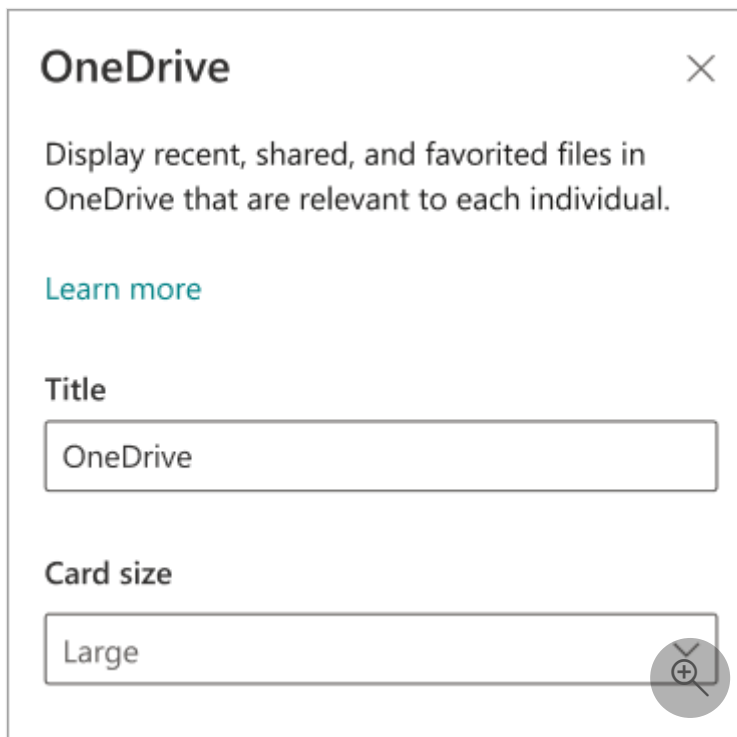 OneDrive
Display recent, shared, and favorited files in
OneDrive that are relevant to each individual.
Learn more
Title
OneDrive
Card size
Large